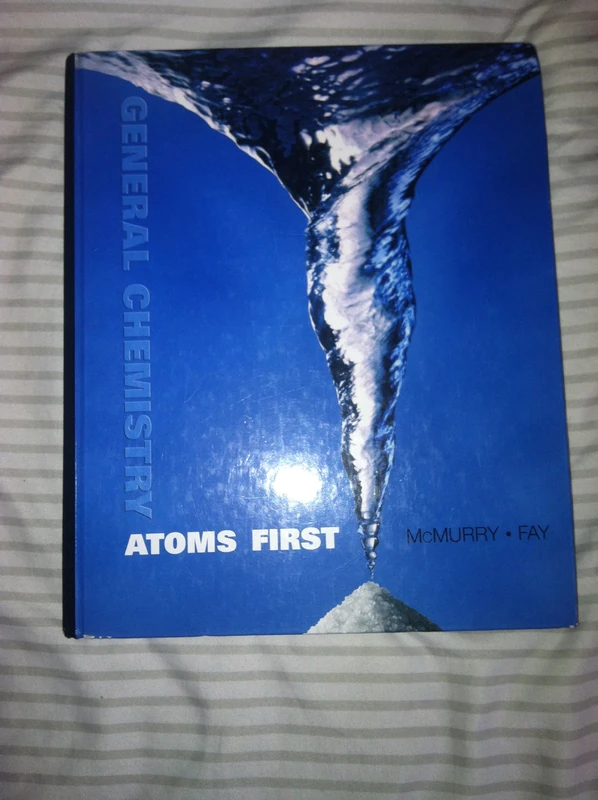 GENERAL CHEMISTRY
ATOMS FIRST
McMURRY • FAY